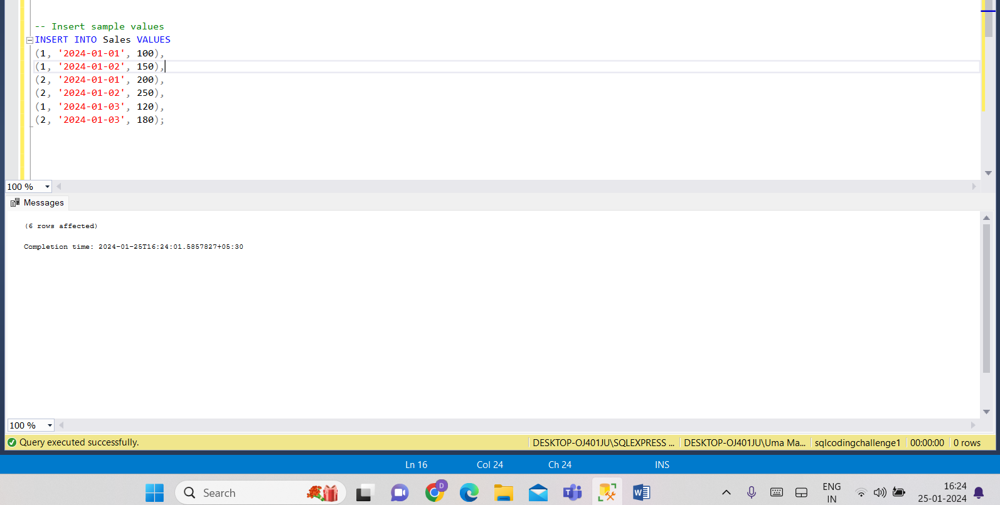 -- Insert sample values
INSERT INTO Sales VALUES
(1, '2024-01-01', 100),
(1, '2024-01-02', 150),
(2, '2024-01-01', 200),
(2, '2024-01-02', 250),
(1, '2024-01-03', 120),
(2, '2024-01-03', 180);
100 %
Messages
(6 rows affected)
Completion time: 2024-01-25T16:24:01.5857827+05:30
100 %
Query executed successfully. DESKTOP-OJ401JU\SQLEXPRESS ... DESKTOP-OJ401JU\Uma Ma... sqlcodingchallenge1 00:00:00 0 rows
Ln 16 Col 24 Ch 24 INS
Search D ENG 16:24
IN 25-01-2024